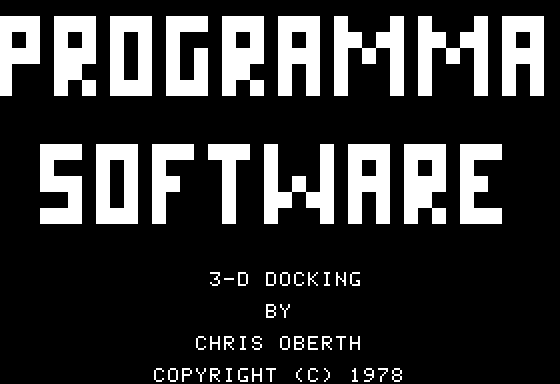 PROGRAMMA
SOFTWARE
3-D DOCKING
BY
CHRIS OBERTH
COPYRIGHT (C) 1978